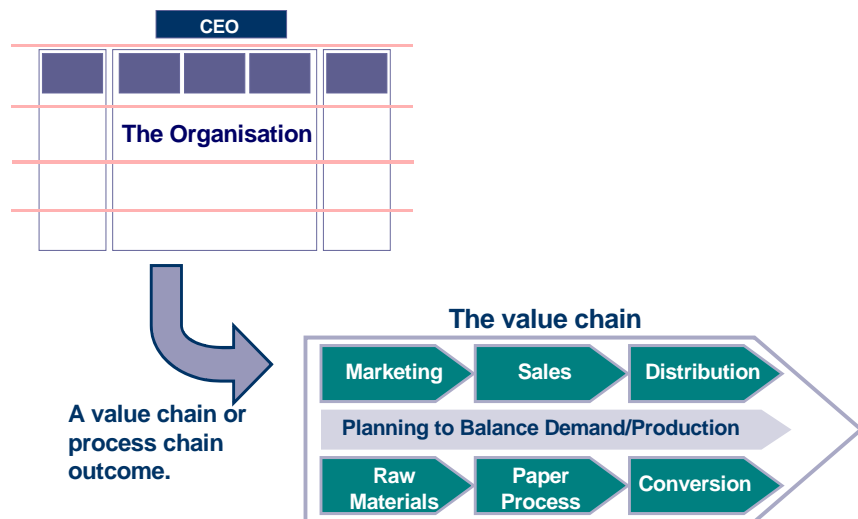 CEO
The Organisation
The value chain
Marketing
Sales
Distribution
A value chain or
process chain
outcome.
Planning to Balance Demand/Production
Raw
Materials
Paper
Process
Conversion